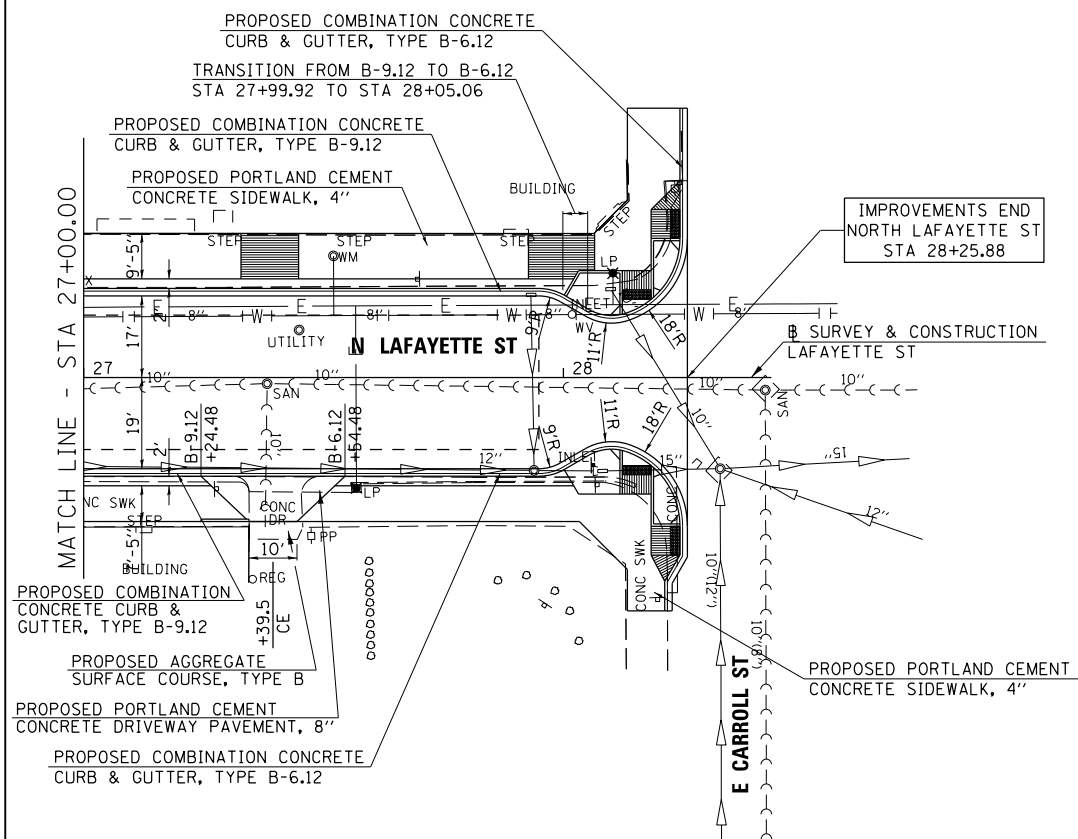 PROPOSED COMBINATION CONCRETE
CURB & GUTTER, TYPE B-6.12
TRANSITION FROM B-9.12 TO B-6.12
STA 27+99.92 TO STA 28+05.06
PROPOSED COMBINATION CONCRETE
CURB & GUTTER, TYPE B-9.12
PROPOSED PORTLAND CEMENT
CONCRETE SIDEWALK, 4''
BUILDING
IMPROVEMENTS END
NORTH LAFAYETTE ST
STA 28+25.88
MATCH LINE - STA 27+00.00
STEP
STEP
STEP
STEP
WM
LP
9'-5''
X
2'
E
E
E
E
8''
W
8''
W
8''
INLET
WV
W
8''
UTILITY
N LAFAYETTE ST
17'
9'R
11'R
18'R
℄ SURVEY & CONSTRUCTION
LAFAYETTE ST
27
28
10''
10''
10''
10''
SAN
SAN
10''
10''
19'
B-9.12
+24.48
B-6.12
+54.48
9'R
11'R
18'R
2'
12''
INLET
15''
15''
12''
NC SWK
CONC
DR
LP
CONC
STEP
PP
10'
BUILDING
REG
CONC SWK
10''(12'')
10''(8'')
+39.5
CE
E CARROLL ST
PROPOSED COMBINATION
CONCRETE CURB &
GUTTER, TYPE B-9.12
PROPOSED AGGREGATE
SURFACE COURSE, TYPE B
PROPOSED PORTLAND CEMENT
CONCRETE DRIVEWAY PAVEMENT, 8''
PROPOSED COMBINATION CONCRETE
CURB & GUTTER, TYPE B-6.12
PROPOSED PORTLAND CEMENT
CONCRETE SIDEWALK, 4''